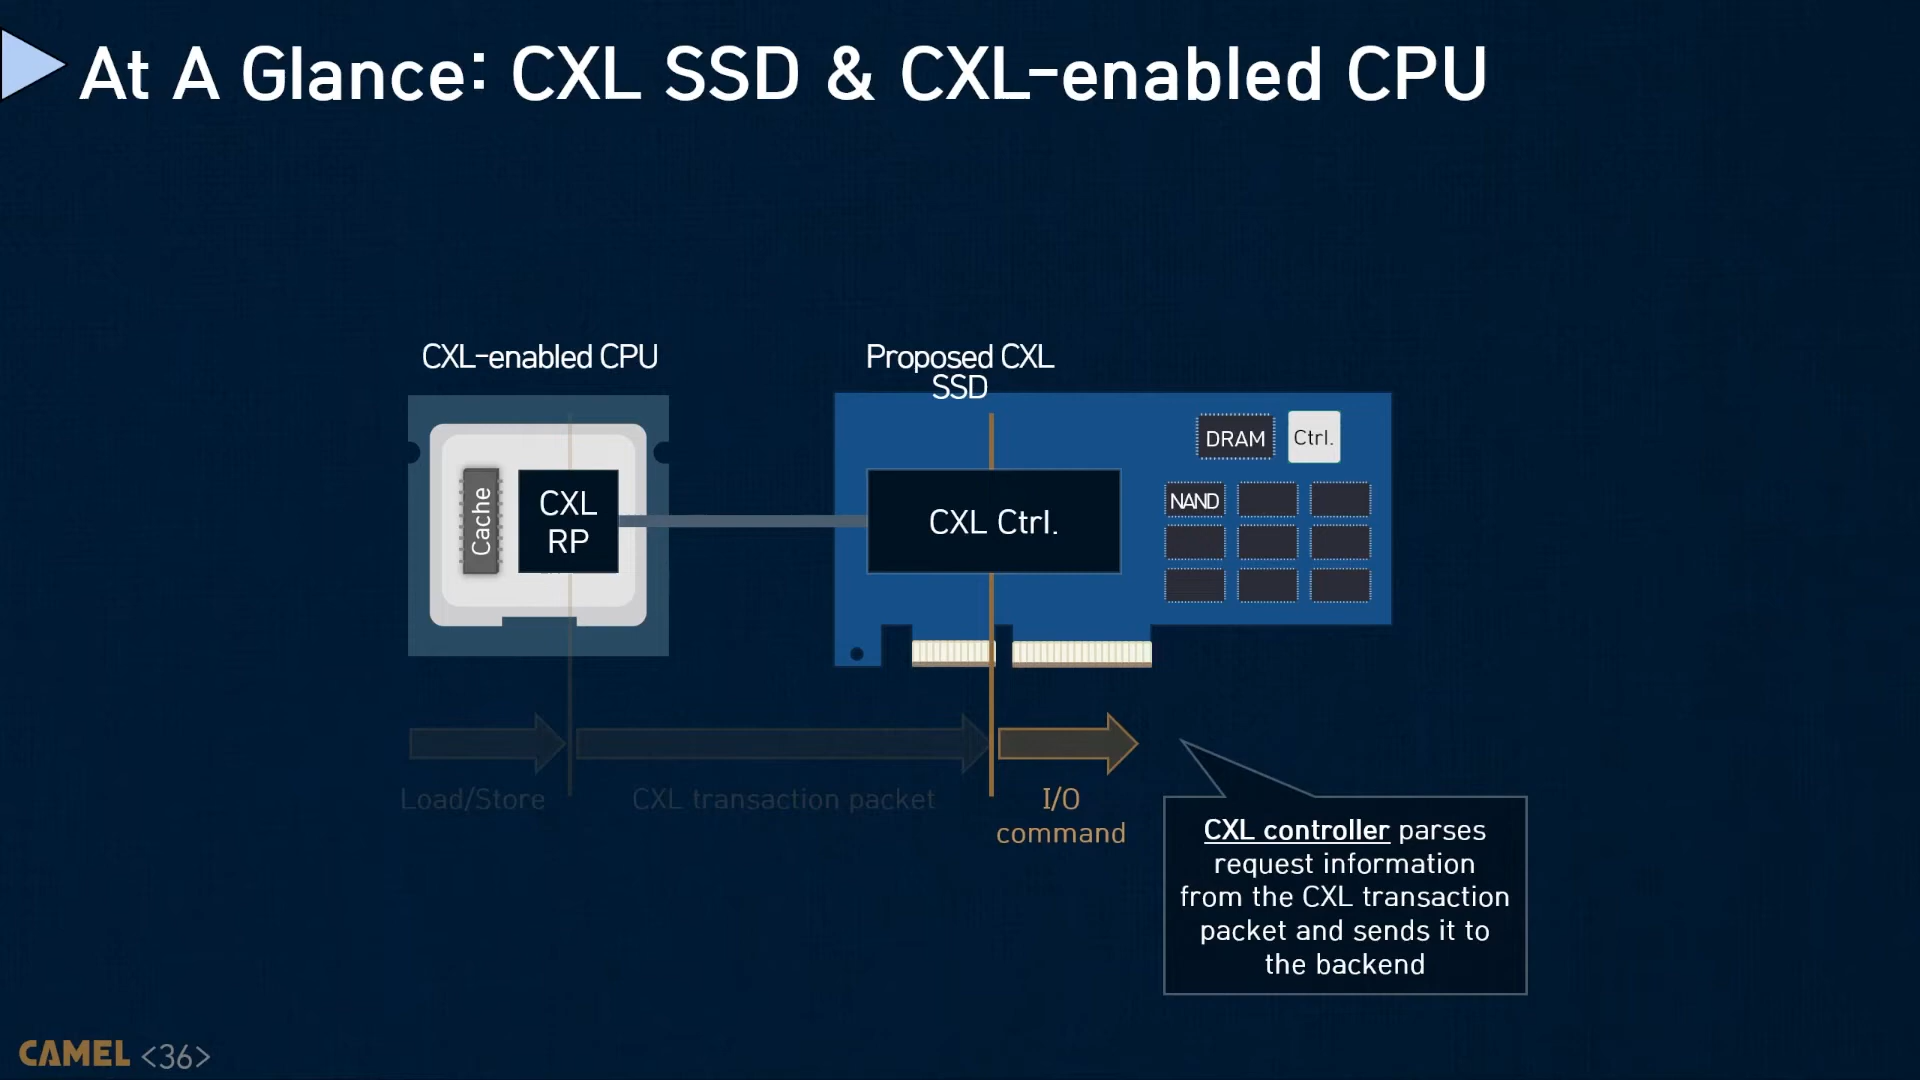 At A Glance: CXL SSD & CXL-enabled CPU
CXL-enabled CPU
Proposed CXL
SSD
Cache
CXL
RP
CXL Ctrl.
DRAM
Ctrl.
NAND
Load/Store
CXL transaction packet
I/O
command
CXL controller parses
request information
from the CXL transaction
packet and sends it to
the backend
CAMEL <36>